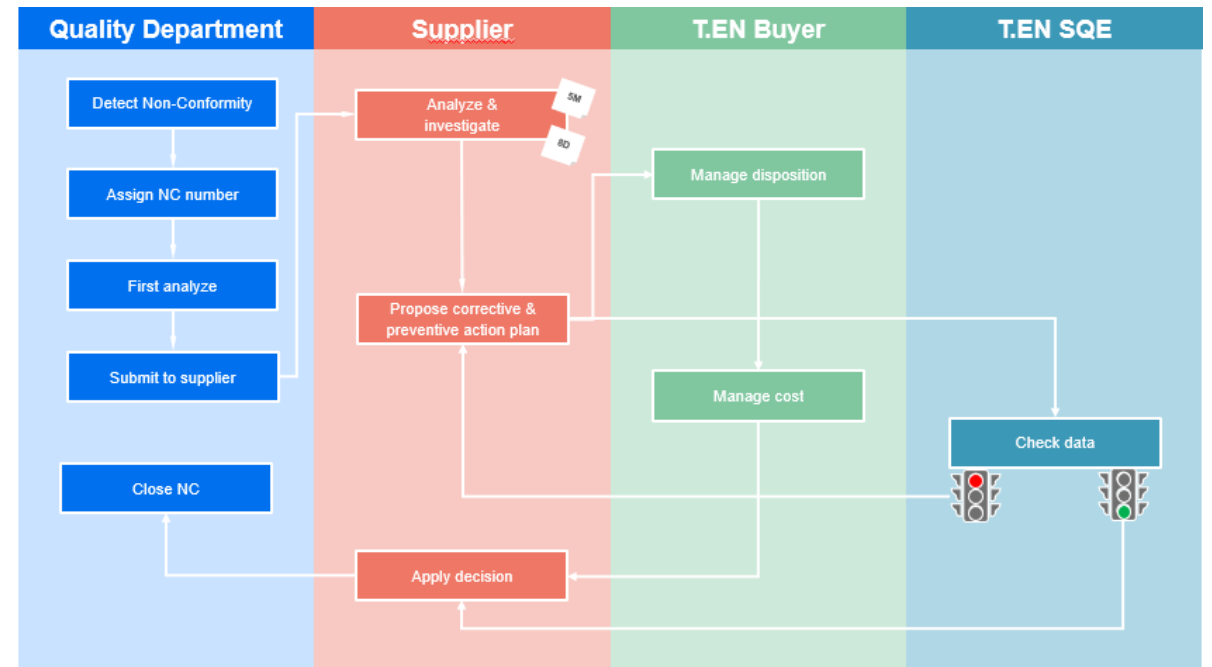 Quality Department
Supplier
T.EN Buyer
T.EN SQE
Detect Non-Conformity
Assign NC number
First analyze
Submit to supplier
Close NC
Analyze &
investigate
5M
8D
Propose corrective &
preventive action plan
Apply decision
Manage disposition
Manage cost
Check data